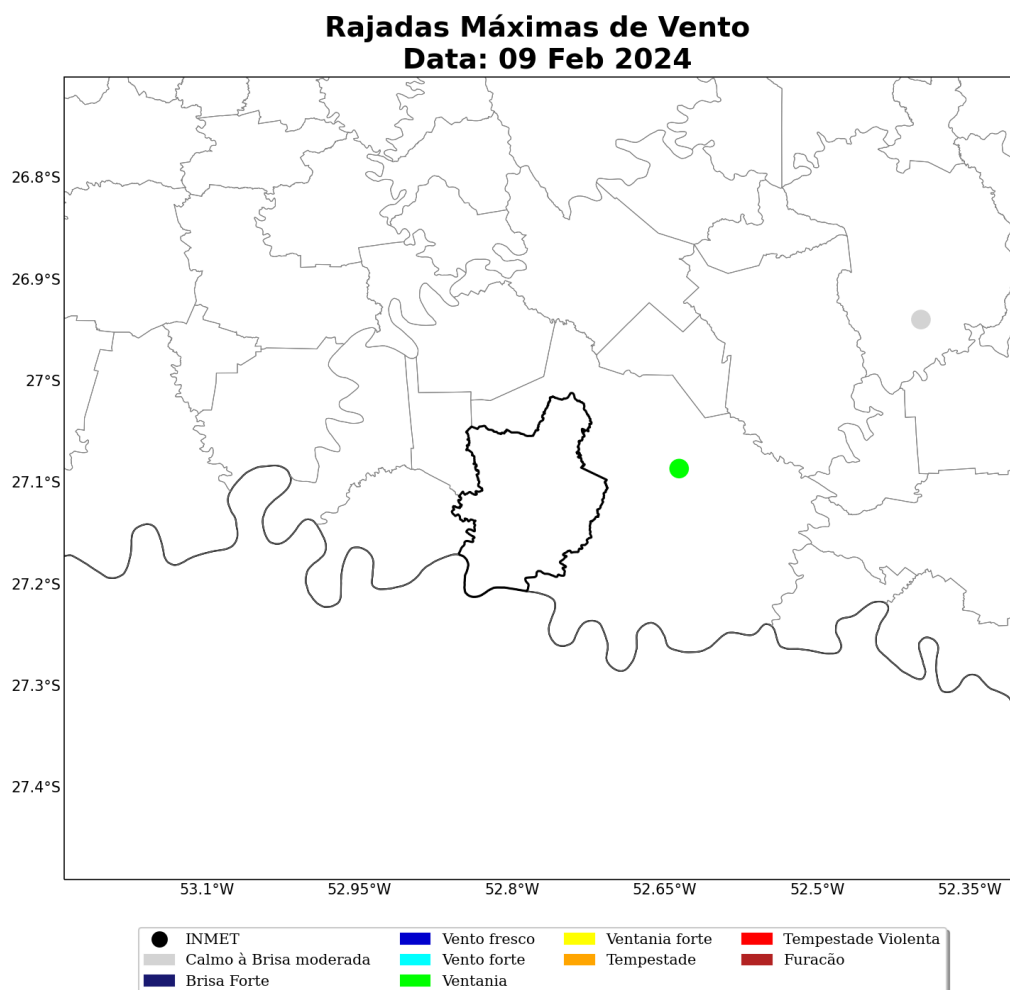 Rajadas Máximas de Vento
Data: 09 Feb 2024
26.8°S
26.9°S
27°S
27.1°S
27.2°S
27.3°S
27.4°S
53.1°W 52.95°W 52.8°W 52.65°W 52.5°W 52.35°W
INMET Vento fresco Ventania forte Tempestade Violenta
Calmo à Brisa moderada Vento forte Tempestade Furacão
Brisa Forte Ventania